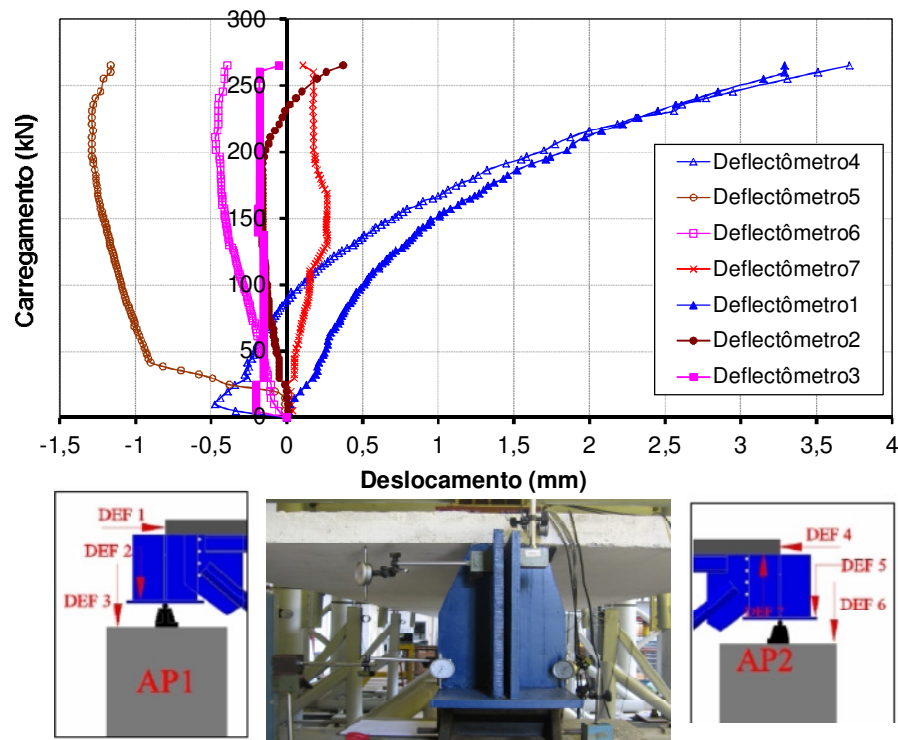 300
250
200
150
100
50
0
Carregamento (kN)
-1,5
-1
-0,5
0
0,5
1
1,5
2
2,5
3
3,5
4
Deslocamento (mm)
Deflectômetro4
Deflectômetro5
Deflectômetro6
Deflectômetro7
Deflectômetro1
Deflectômetro2
Deflectômetro3
DEF 1
DEF 2
DEF 3
AP1
DEF 4
DEF 5
DEF 6
DEF 7
AP2